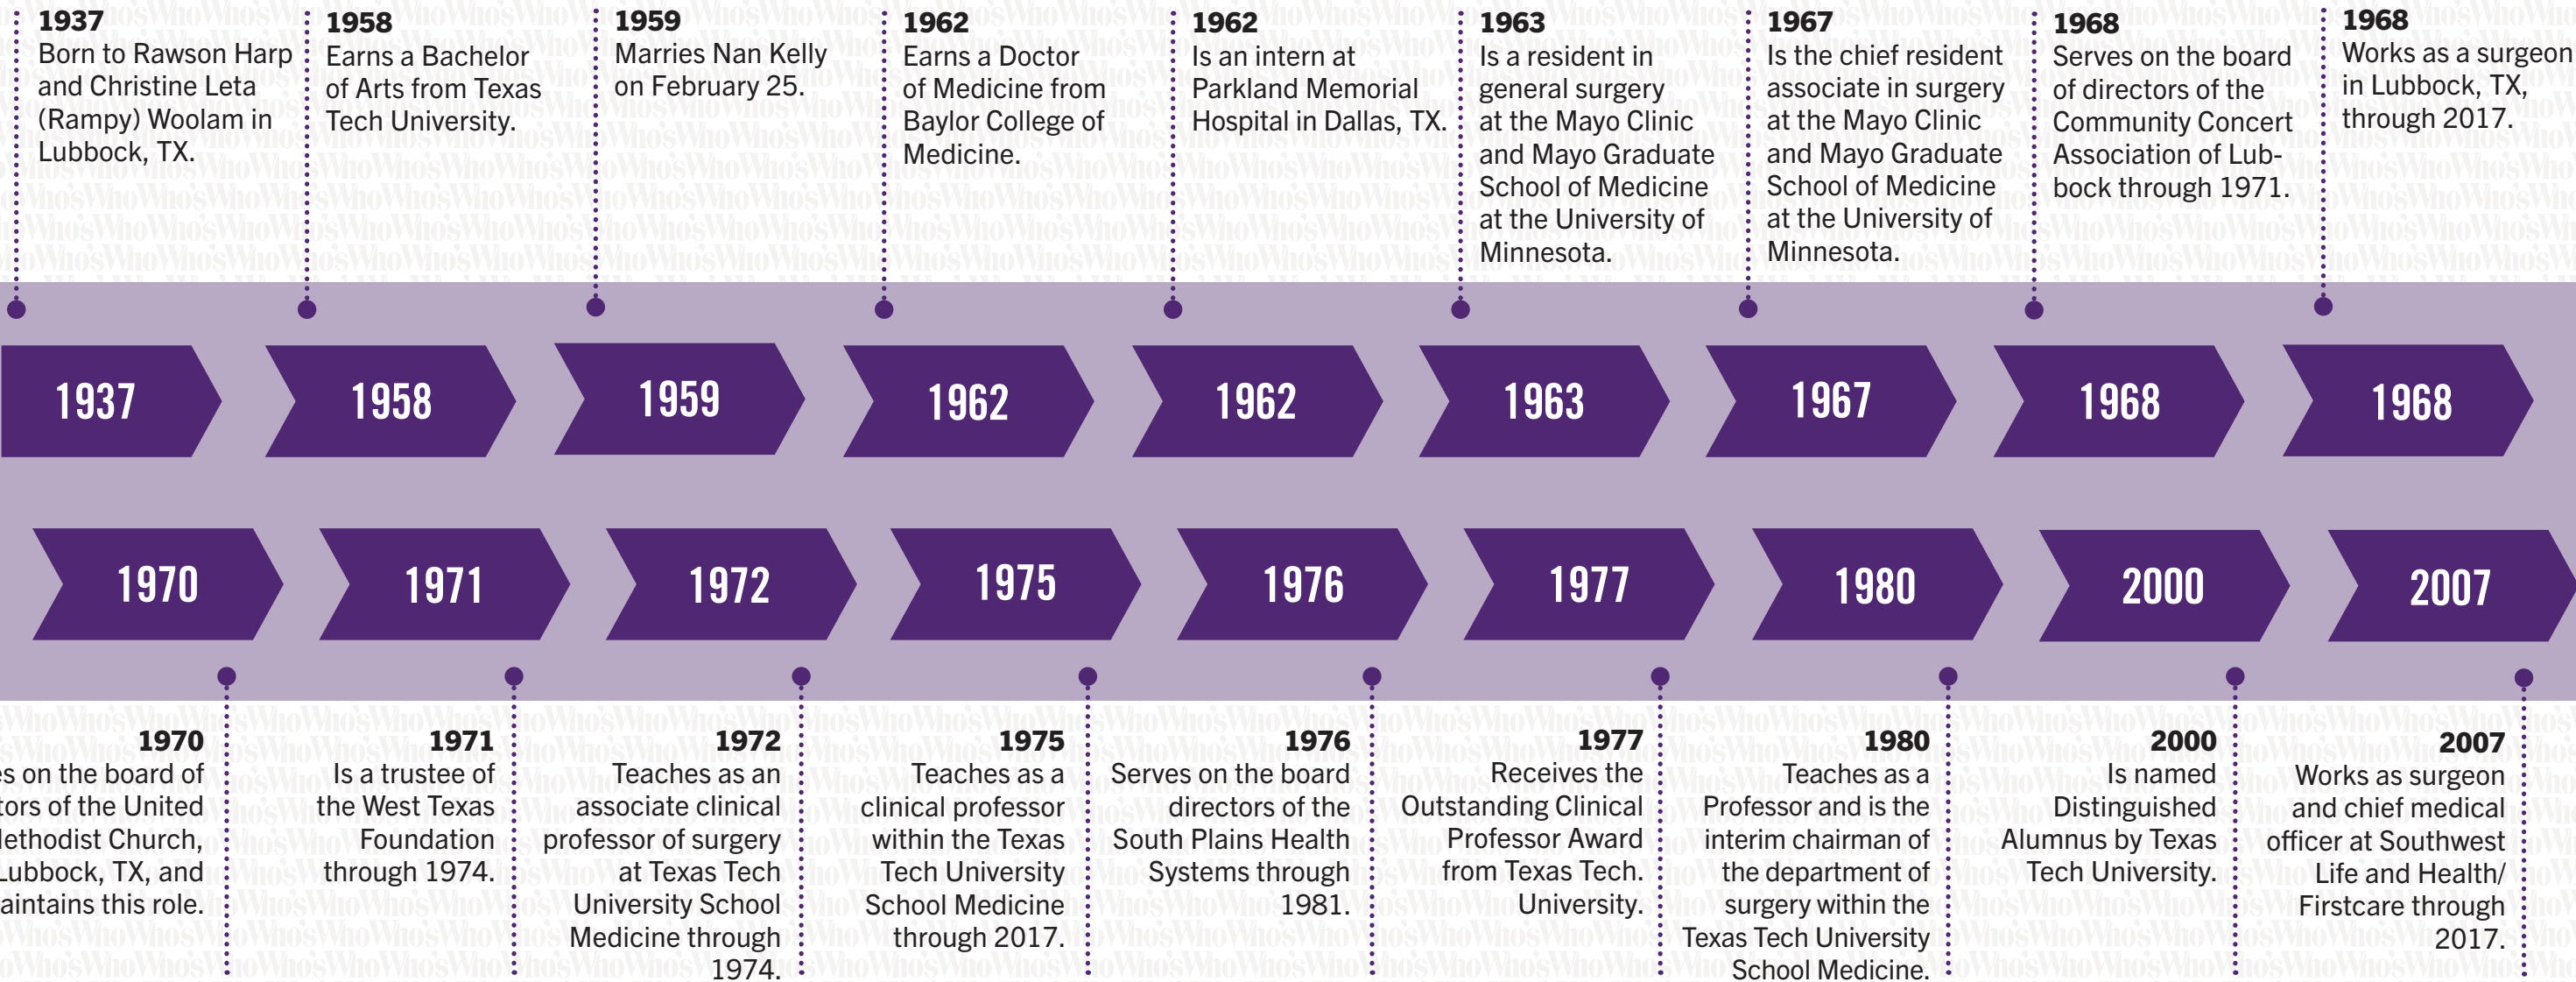 1937
Born to Rawson Harp
and Christine Leta
(Rampy) Woolam in
Lubbock, TX.
1958
Earns a Bachelor
of Arts from Texas
Tech University.
1959
Marries Nan Kelly
on February 25.
1962
Earns a Doctor
of Medicine from
Baylor College of
Medicine.
1962
Is an intern at
Parkland Memorial
Hospital in Dallas, TX.
1963
Is a resident in
general surgery
at the Mayo Clinic
and Mayo Graduate
School of Medicine
at the University of
Minnesota.
1967
Is the chief resident
associate in surgery
at the Mayo Clinic
and Mayo Graduate
School of Medicine
at the University of
Minnesota.
1968
Serves on the board
of directors of the
Community Concert
Association of Lub-
bock through 1971.
1968
Works as a surgeon
in Lubbock, TX,
through 2017.
1937
1958
1959
1962
1962
1963
1967
1968
1968
1970
1971
1972
1975
1976
1977
1980
2000
2007
1970
on the board of
of the United
Church,
Lubbock, TX, and
this role.
1971
Is a trustee of
the West Texas
Foundation
through 1974.
1972
Teaches as an
associate clinical
professor of surgery
at Texas Tech
University School
Medicine through
1974.
1975
Teaches as a
clinical professor
within the Texas
Tech University
School Medicine
through 2017.
1976
Serves on the board
directors of the
South Plains Health
Systems through
1981.
1977
Receives the
Outstanding Clinical
Professor Award
from Texas Tech.
University.
1980
Teaches as a
Professor and is the
interim chairman of
the department of
surgery within the
Texas Tech University
School Medicine.
2000
Is named
Distinguished
Alumnus by Texas
Tech University.
2007
Works as surgeon
and chief medical
officer at Southwest
Life and Health/
Firstcare through
2017.